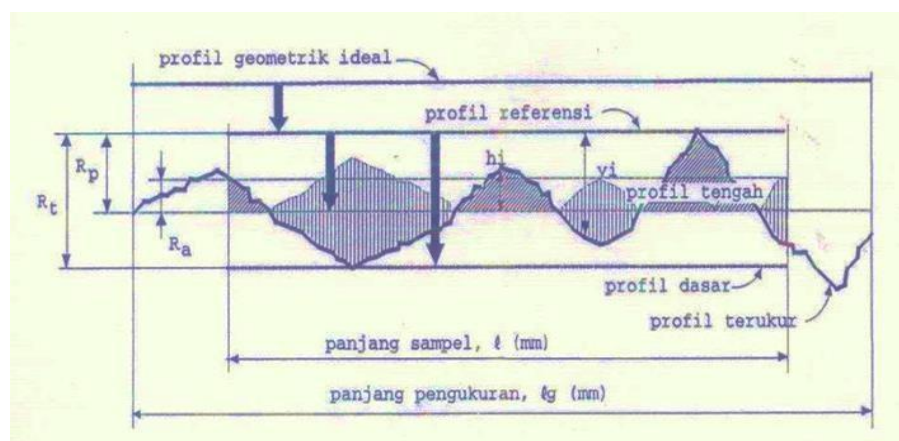 profil geometrik ideal
profil referensi
Rp
hi
yi
profil tengah
Rt
Ra
profil dasar
profil terukur
panjang sampel, ℓ (mm)
panjang pengukuran, ℓg (mm)